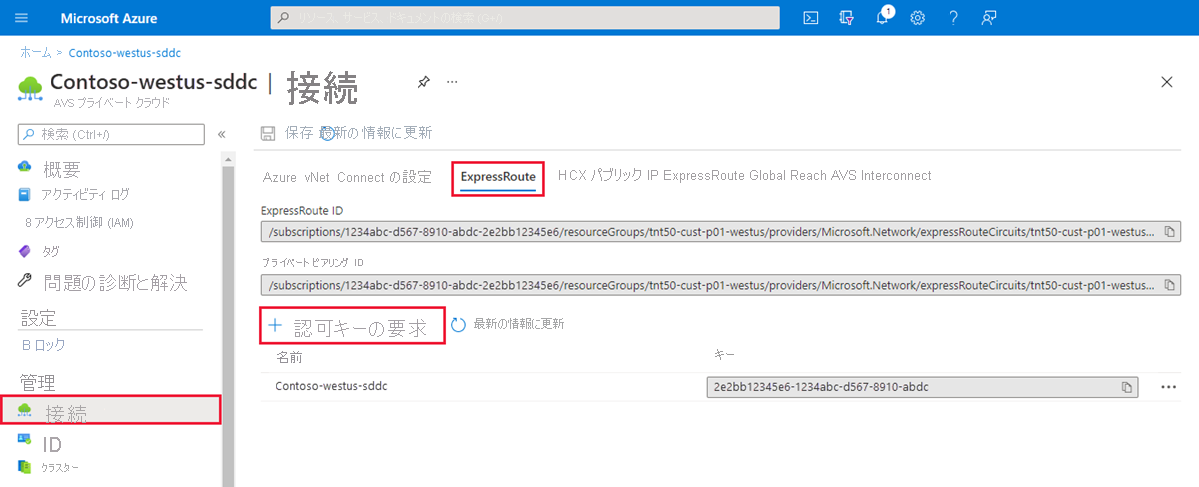 Microsoft Azure
リソース、サービス、ドキュメントの検索 (G+/)
1
ホーム > Contoso-westus-sddc
Contoso-westus-sddc | 接続
AVS プライベート クラウド
検索 (Ctrl+/)
概要
アクティビティ ログ
8 アクセス制御 (IAM)
タグ
問題の診断と解決
設定
B ロック
管理
接続
ID
クラスター
保存 最新の情報に更新
Azure vNet Connect の設定 ExpressRoute HCX パブリック IP ExpressRoute Global Reach AVS Interconnect
ExpressRoute ID
/subscriptions/1234abc-d567-8910-abdc-2e2bb12345e6/resourceGroups/tnt50-cust-p01-westus/providers/Microsoft.Network/expressRouteCircuits/tnt50-cust-p01-westus...
プライベート ピアリング ID
/subscriptions/1234abc-d567-8910-abdc-2e2bb12345e6/resourceGroups/tnt50-cust-p01-westus/providers/Microsoft.Network/expressRouteCircuits/tnt50-cust-p01-westus...
+ 認可キーの要求 最新の情報に更新
名前 キー
Contoso-westus-sddc 2e2bb12345e6-1234abc-d567-8910-abdc